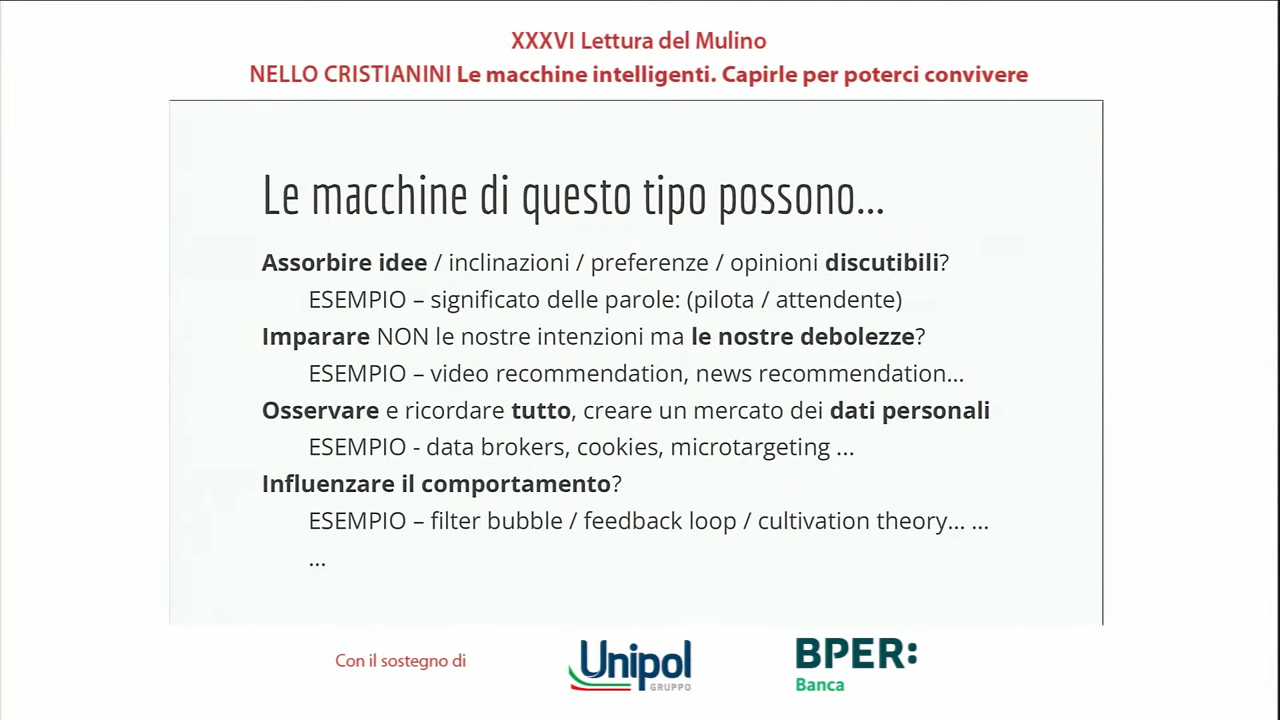 XXXVI Lettura del Mulino
NELLO CRISTIANINI Le macchine intelligenti. Capirle per poterci convivere
Le macchine di questo tipo possono...
Assorbire idee / inclinazioni / preferenze / opinioni discutibili?
ESEMPIO – significato delle parole: (pilota / attendente)
Imparare NON le nostre intenzioni ma le nostre debolezze?
ESEMPIO – video recommendation, news recommendation...
Osservare e ricordare tutto, creare un mercato dei dati personali
ESEMPIO - data brokers, cookies, microtargeting ...
Influenzare il comportamento?
ESEMPIO – filter bubble / feedback loop / cultivation theory... ...
...
Con il sostegno di
Unipol
GRUPPO
BPER:
Banca